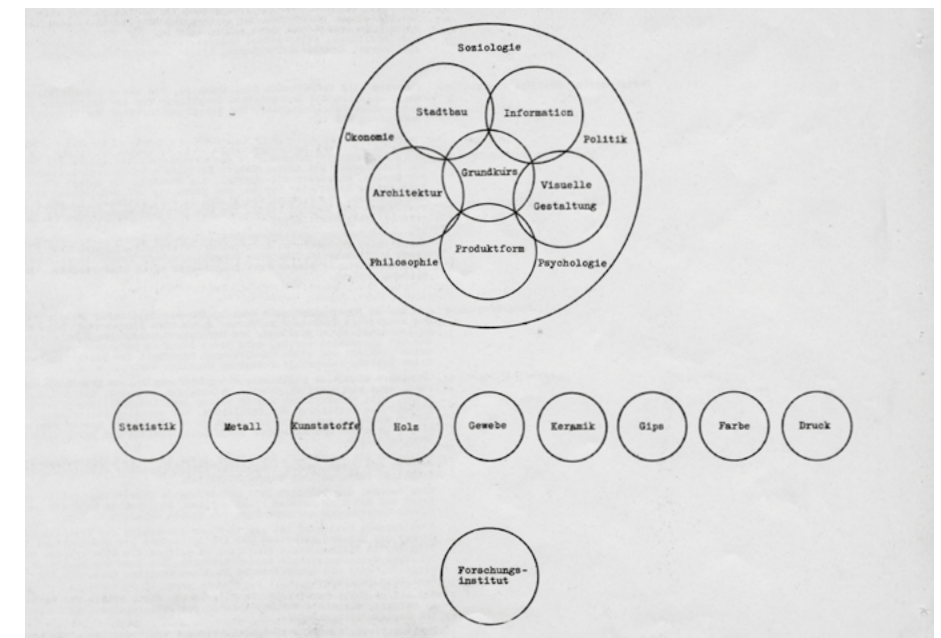 Soziologie
Stadtbau
Information
Ökonomie
Politik
Grundkurs
Architektur
Visuelle
Gestaltung
Produktform
Philosophie
Psychologie
Statistik
Metall
Kunststoffe
Holz
Gewebe
Keramik
Gips
Farbe
Druck
Forschungs-
institut